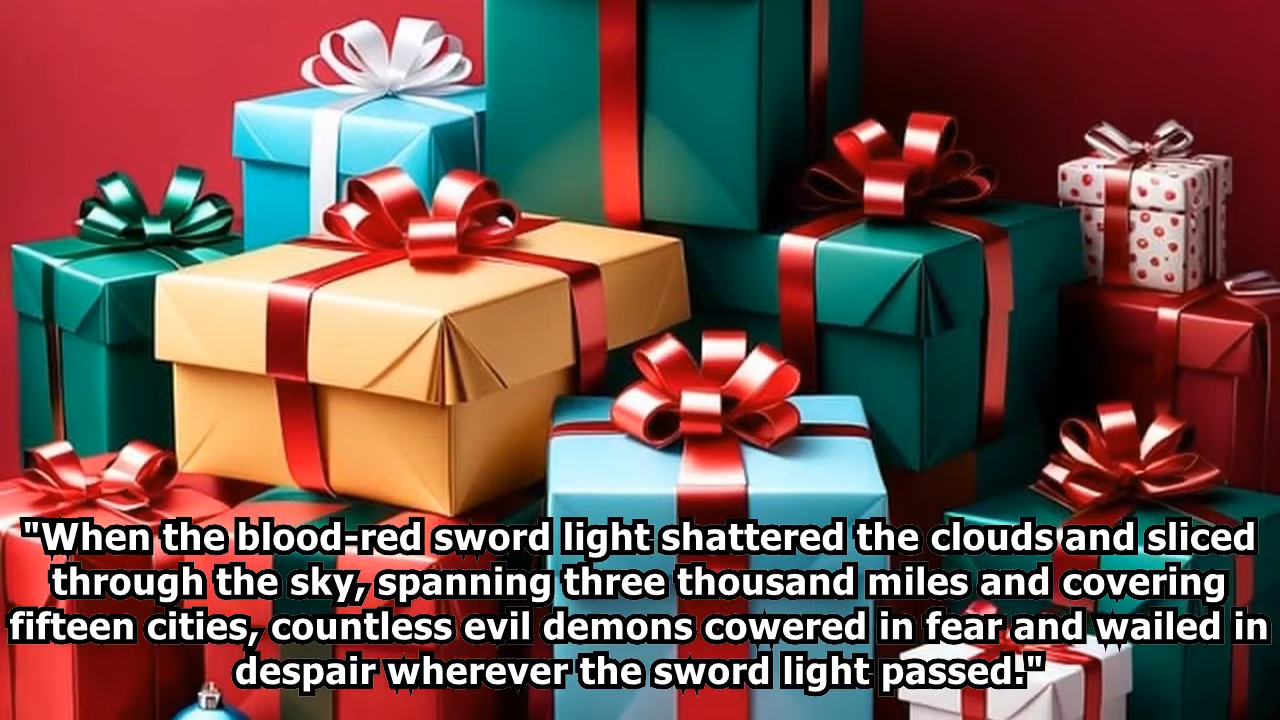 "When the blood-red sword light shattered the clouds and sliced
through the sky, spanning three thousand miles and covering
fifteen cities, countless evil demons cowered in fear and wailed in
despair wherever the sword light passed."